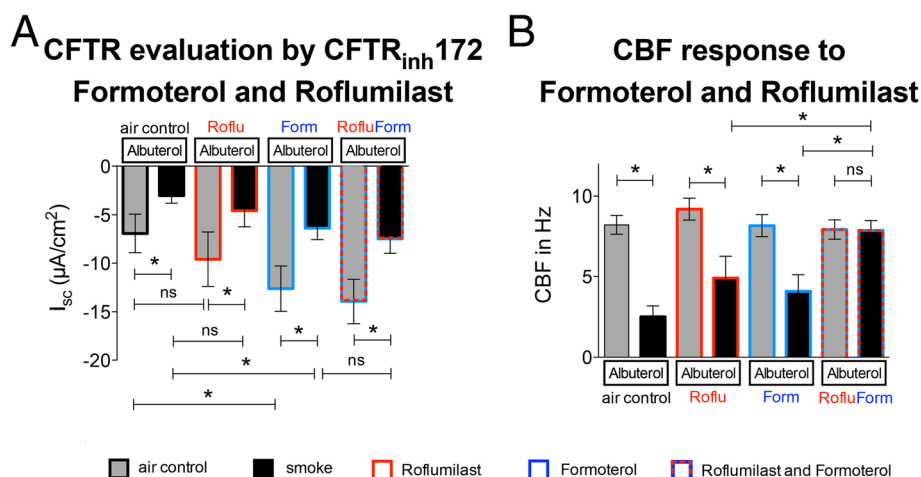 A
CFTR evaluation by CFTRinh172
Formoterol and Roflumilast
air control Roflu Form RofluForm
Albuterol Albuterol Albuterol Albuterol
0
-5
-10
-15
-20
Isc (µA/cm²)
* * * *
ns
ns
* ns
*
B
CBF response to
Formoterol and Roflumilast
*
*
* * * ns
10
5
0
CBF in Hz
Albuterol Albuterol Albuterol Albuterol
air control Roflu Form RofluForm
air control smoke Roflumilast Formoterol Roflumilast and Formoterol